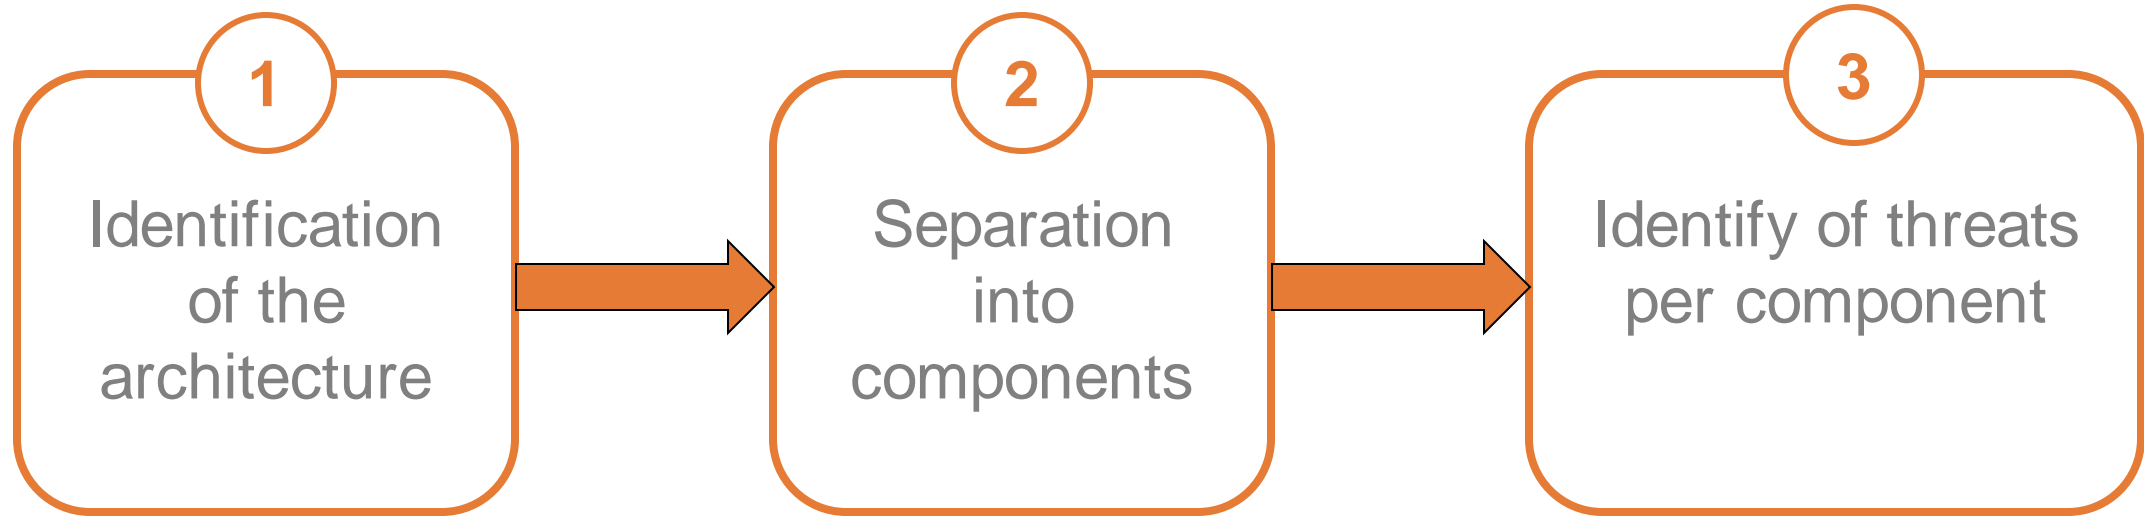 1
Identification
of the
architecture
2
Separation
into
components
3
Identify of threats
per component